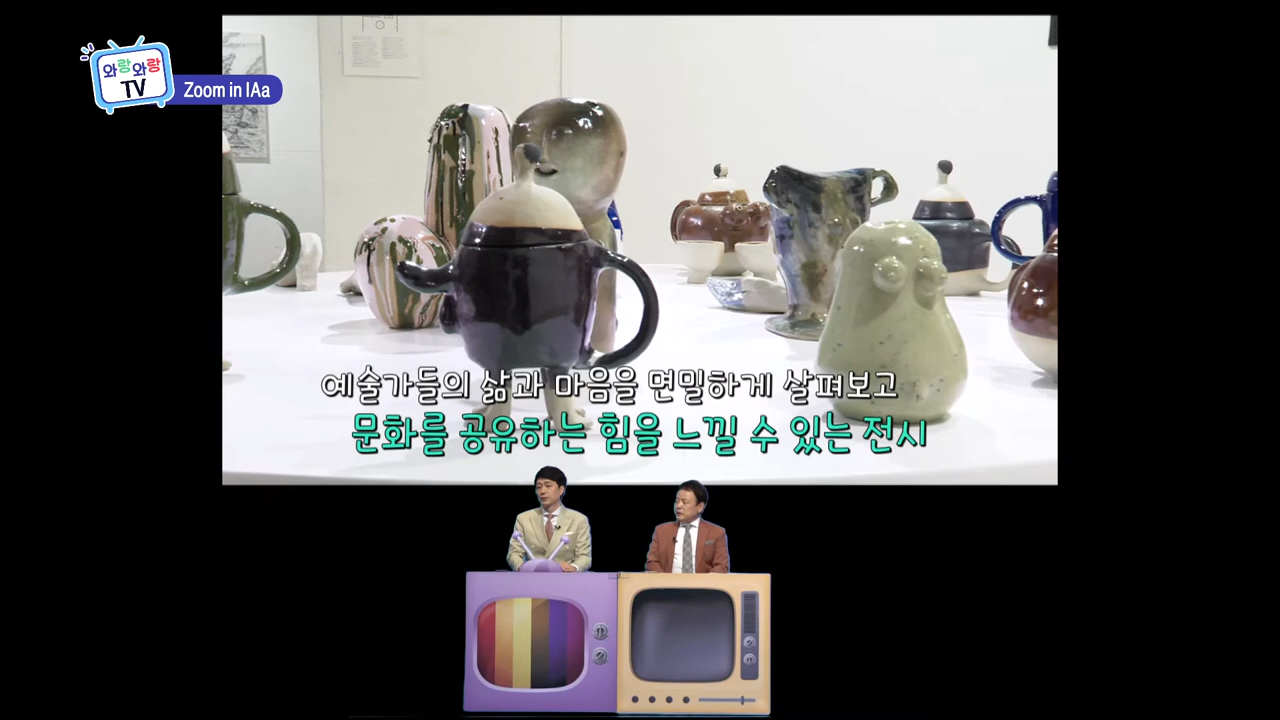 와랑와랑
TV
Zoom in IAa
예술가들의 삶과 마음을 면밀하게 살펴보고
문화를 공유하는 힘을 느낄 수 있는 전시